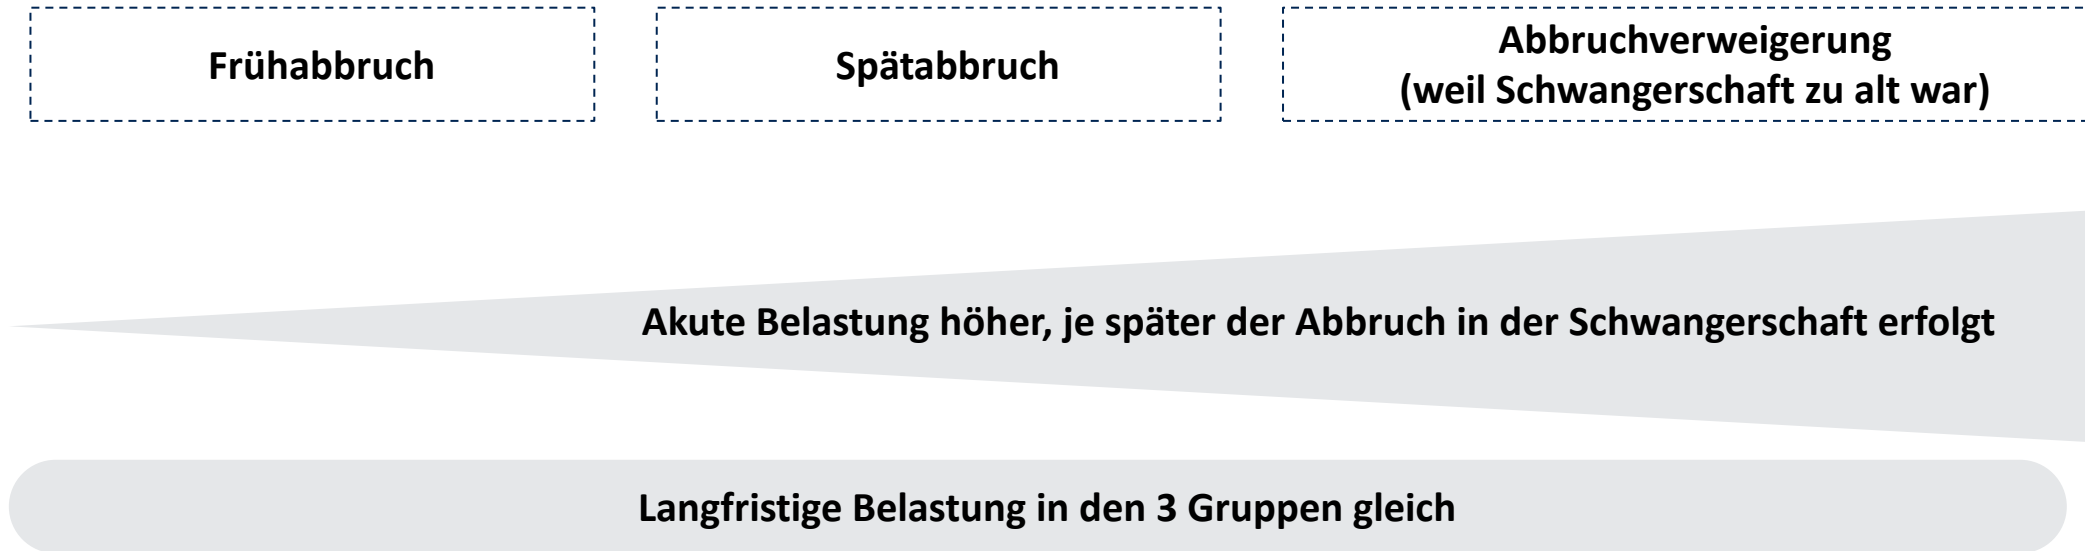 Frühabbruch
Spätabbruch
Abbruchverweigerung
(weil Schwangerschaft zu alt war)
Akute Belastung höher, je später der Abbruch in der Schwangerschaft erfolgt
Langfristige Belastung in den 3 Gruppen gleich